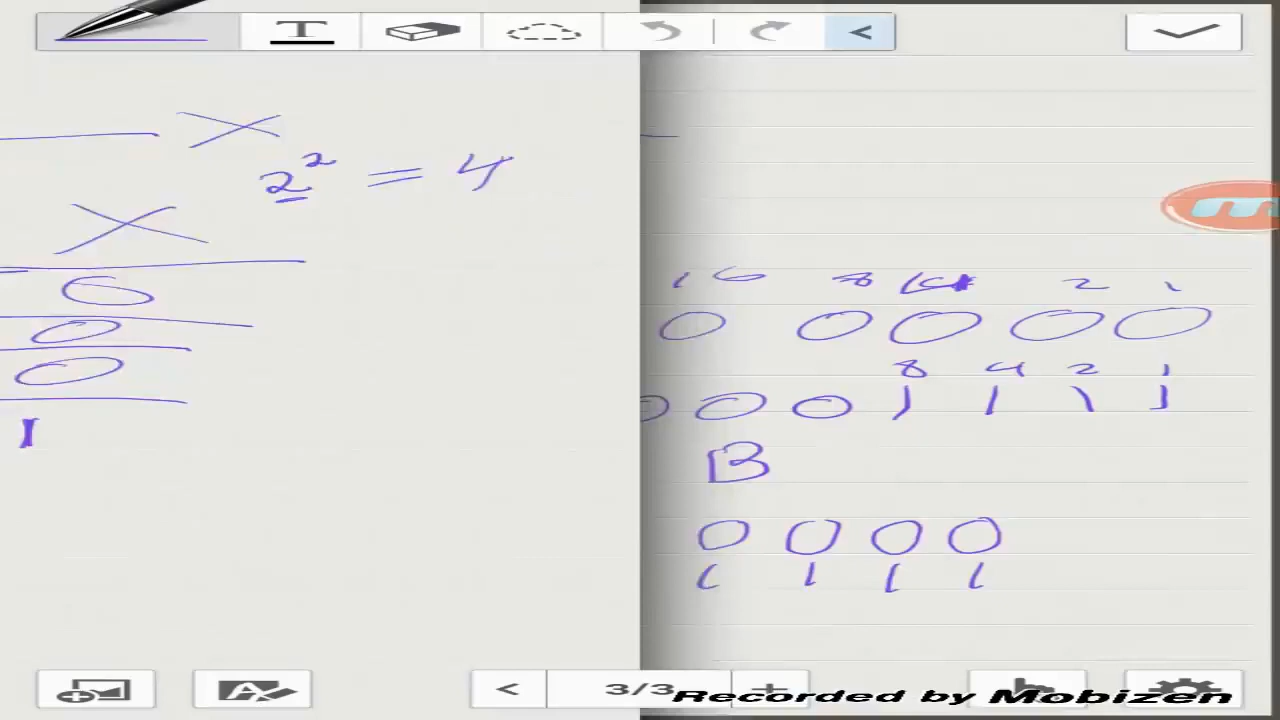 T
2² = 4
0
0
0
1
16 8 4 2 1
0 0 0 0 0
8 4 2 1
0 0 0 1 1 1 1
B
0 0 0 0
1 1 1 1
3/3
Recorded by Mobizen